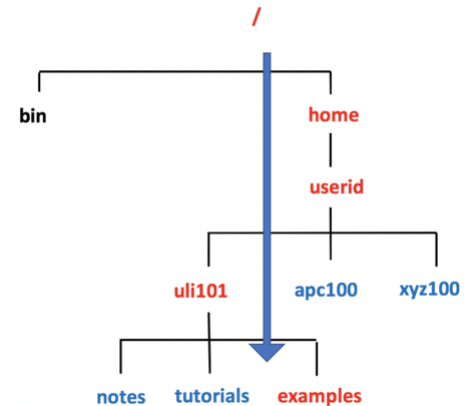 /
bin home
userid
uli101 apc100 xyz100
notes tutorials examples